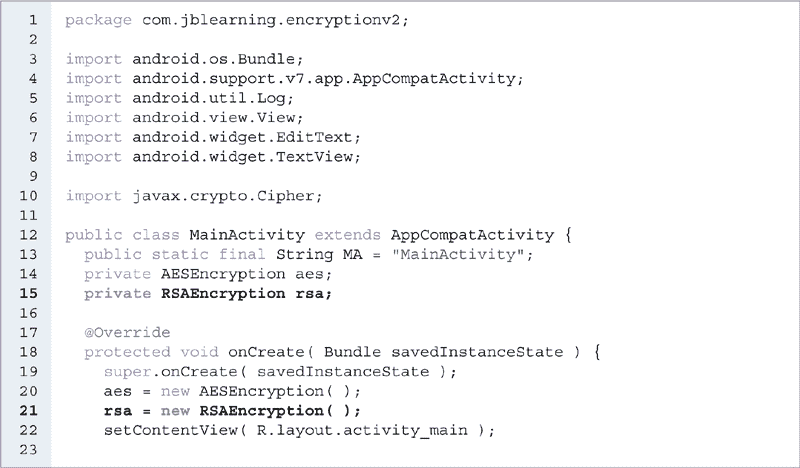 1 package com.jblearning.encryptionv2;
2
3 import android.os.Bundle;
4 import android.support.v7.app.AppCompatActivity;
5 import android.util.Log;
6 import android.view.View;
7 import android.widget.EditText;
8 import android.widget.TextView;
9
10 import javax.crypto.Cipher;
11
12 public class MainActivity extends AppCompatActivity {
13 public static final String MA = "MainActivity";
14 private AESEncryption aes;
15 private RSAEncryption rsa;
16
17 @Override
18 protected void onCreate( Bundle savedInstanceState ) {
19 super.onCreate( savedInstanceState );
20 aes = new AESEncryption( );
21 rsa = new RSAEncryption( );
22 setContentView( R.layout.activity_main );
23